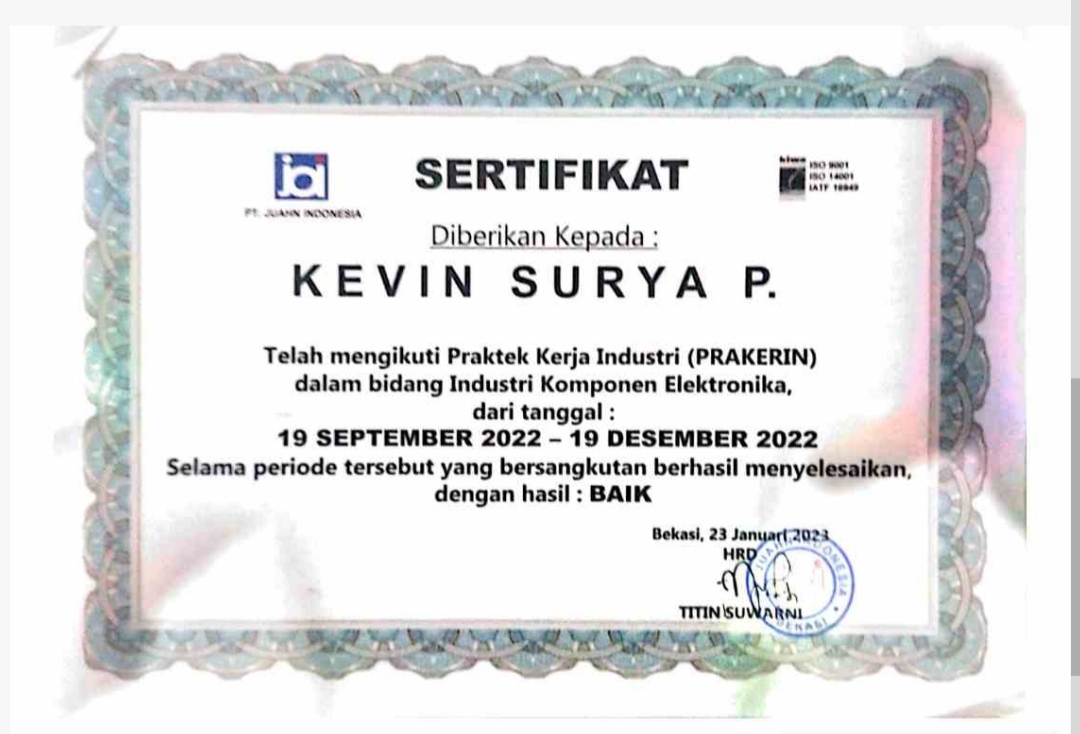 jai
PT. JUAHN INDONESIA
SERTIFIKAT
kiwa
ISO 9001
ISO 14001
IATF 16949
Diberikan Kepada :
KEVIN SURYA P.
Telah mengikuti Praktek Kerja Industri (PRAKERIN)
dalam bidang Industri Komponen Elektronika,
dari tanggal :
19 SEPTEMBER 2022 – 19 DESEMBER 2022
Selama periode tersebut yang bersangkutan berhasil menyelesaikan,
dengan hasil : BAIK
Bekasi, 23 Januari 2023
HRD
JUAHN INDONESIA
BEKASI
TITIN SUWARNI